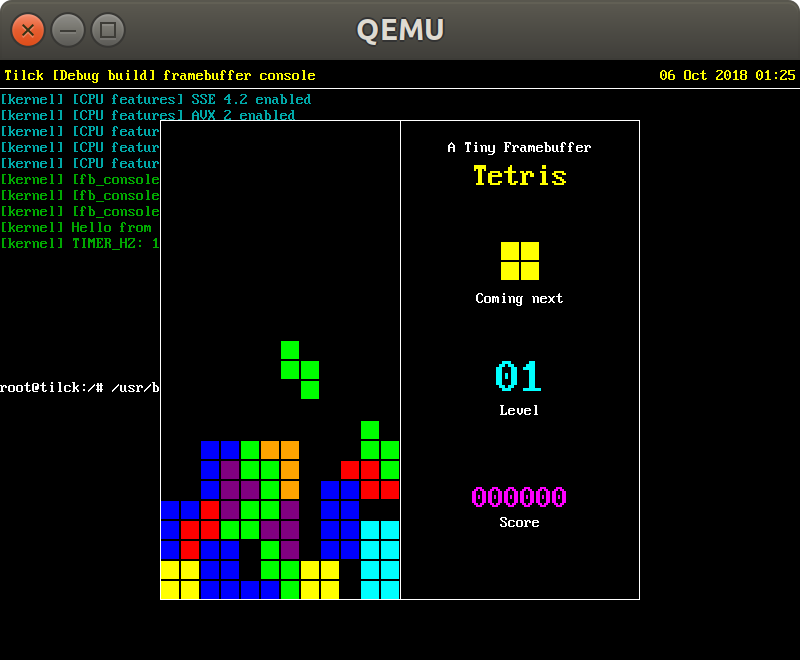 QEMU
Tilck [Debug build] framebuffer console 06 Oct 2018 01:25
[kernel] [CPU features] SSE 4.2 enabled
[kernel] [CPU features] AVX 2 enabled
[kernel] [CPU featur
[kernel] [CPU featur
[kernel] [CPU featur
[kernel] [fb_console
[kernel] [fb_console
[kernel] [fb_console
[kernel] Hello from
[kernel] TIMER_HZ: 1
root@tilck:/# /usr/b
A Tiny Framebuffer
Tetris
Coming next
01
Level
000000
Score